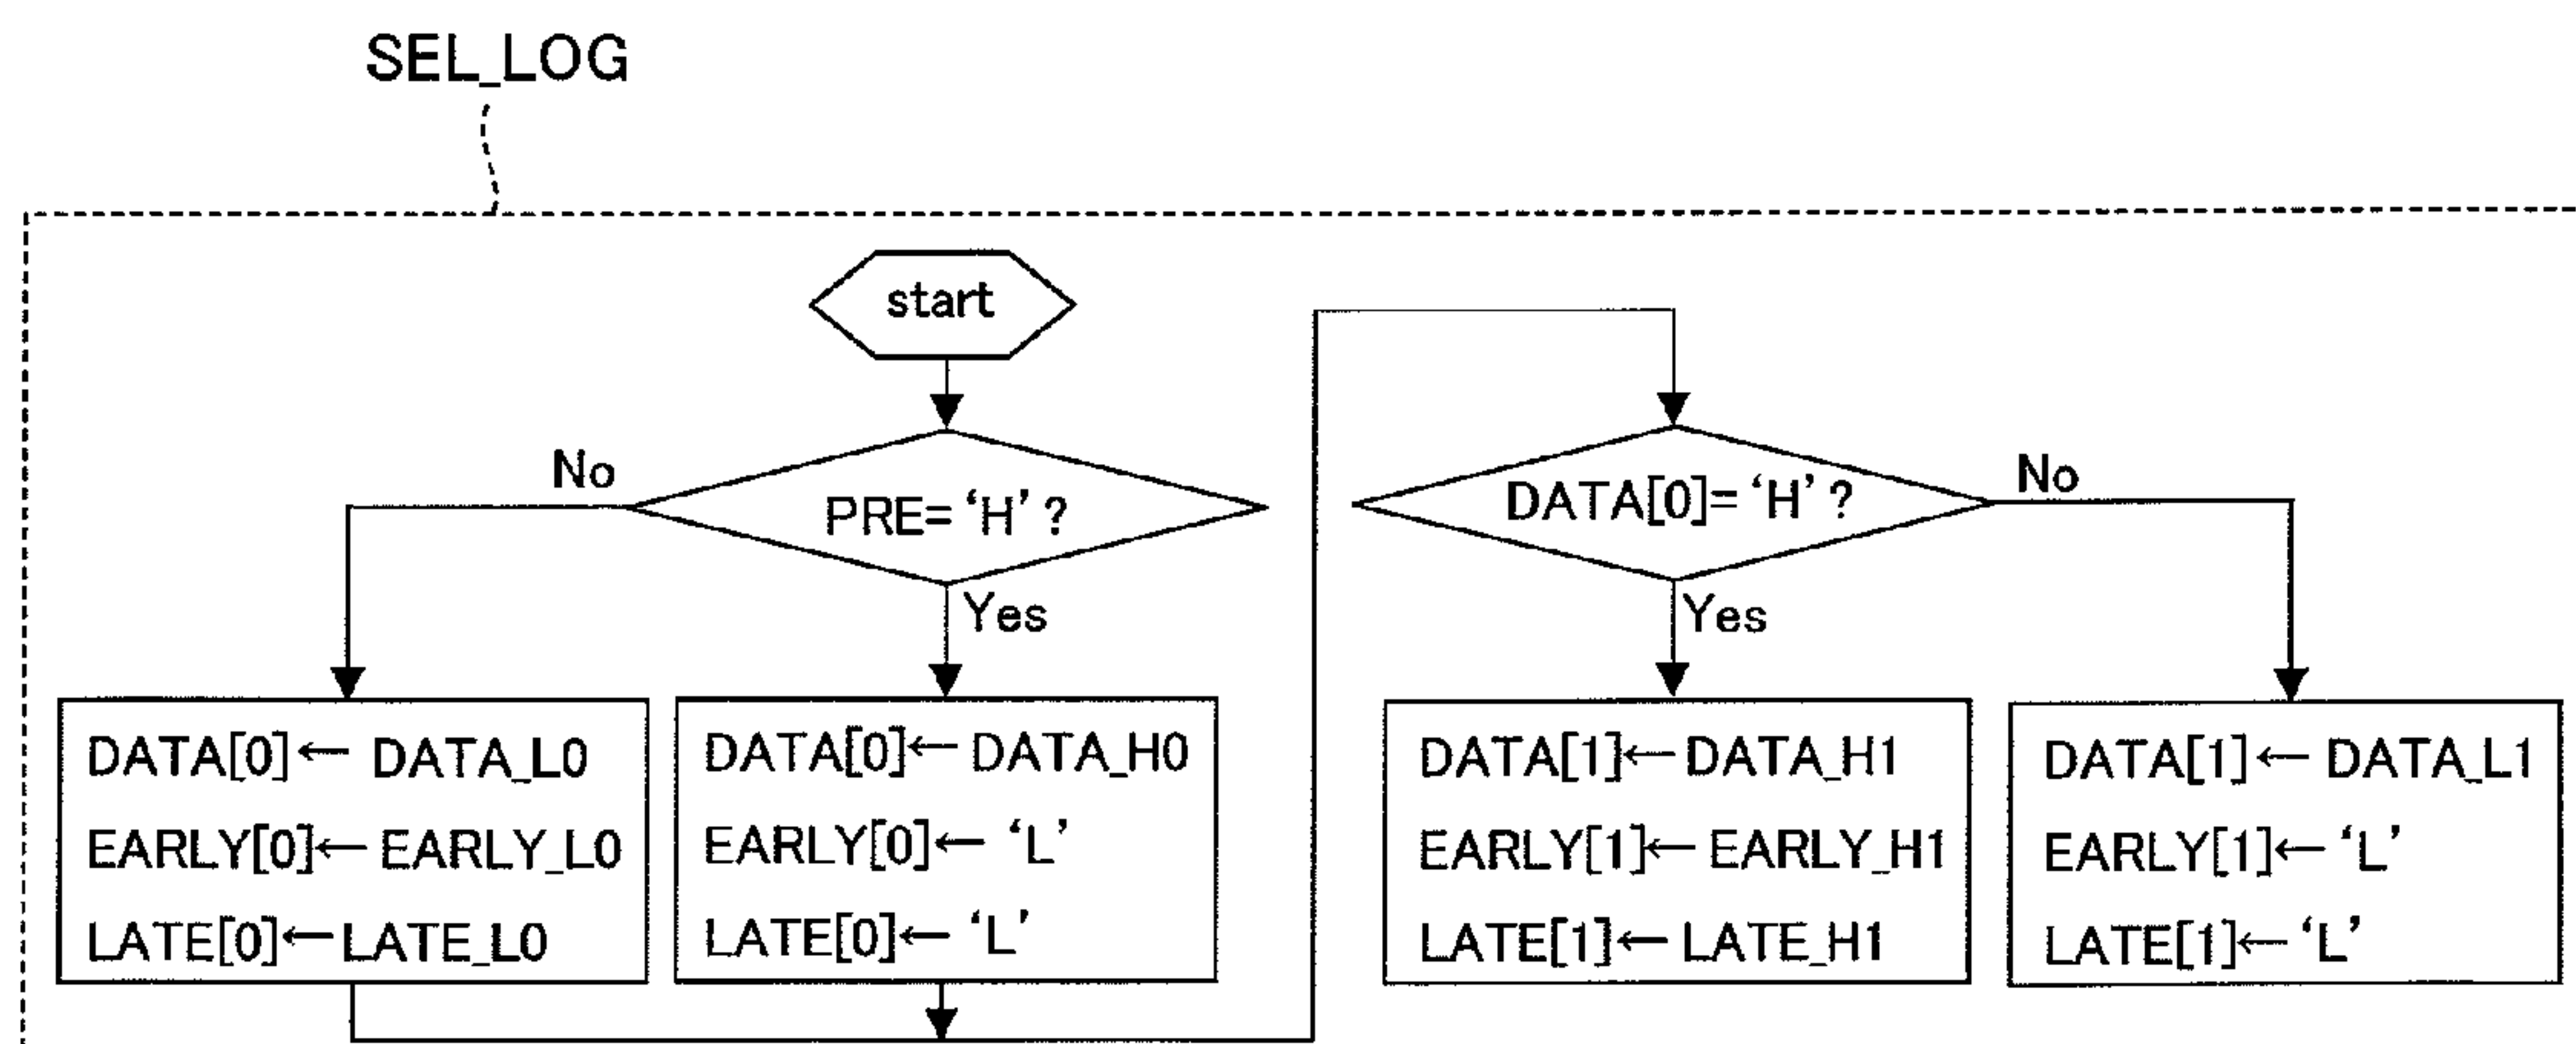 SEL_LOG
start
No
PRE= ‘H’ ?
Yes
DATA[0]← DATA_L0
EARLY[0]← EARLY_L0
LATE[0]← LATE_L0
DATA[0]← DATA_H0
EARLY[0]← ‘L’
LATE[0]← ‘L’
DATA[0]= ‘H’ ?
No
Yes
DATA[1]← DATA_H1
EARLY[1]← EARLY_H1
LATE[1]← LATE_H1
DATA[1]← DATA_L1
EARLY[1]← ‘L’
LATE[1]← ‘L’